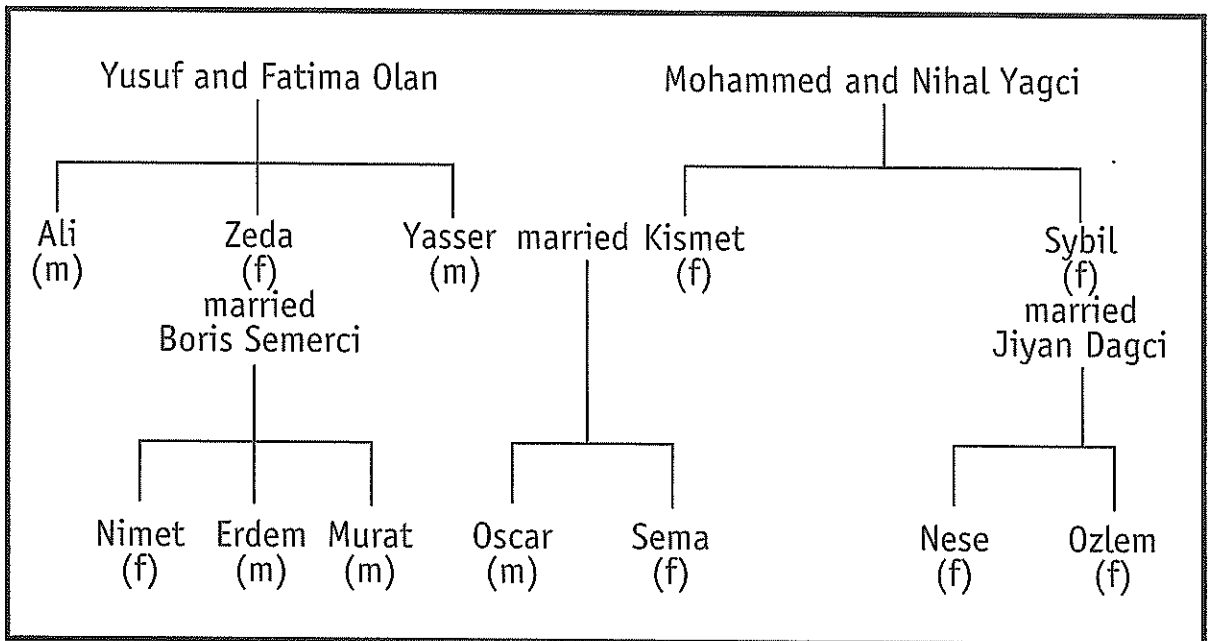 Yusuf and Fatima Olan Mohammed and Nihal Yagci
Ali Zeda Yasser married Kismet Sybil
(m) (f) (m) (f) (f)
married married
Boris Semerci Jiyan Dagci
Nimet Erdem Murat Oscar Sema Nese Ozlem
(f) (m) (m) (m) (f) (f) (f)